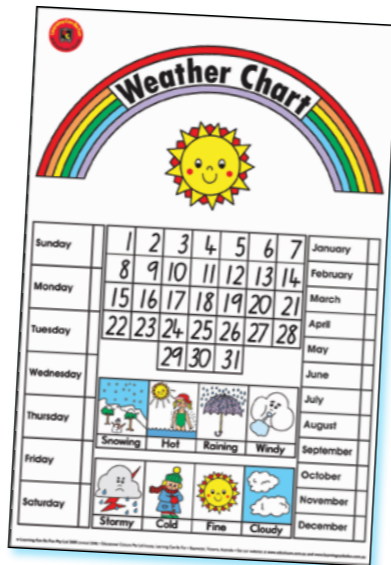 Weather Chart
Sunday
Monday
Tuesday
Wednesday
Thursday
Friday
Saturday
1 2 3 4 5 6 7
8 9 10 11 12 13 14
15 16 17 18 19 20 21
22 23 24 25 26 27 28
29 30 31
Snowing Hot Raining Windy
Stormy Cold Fine Cloudy
January
February
March
April
May
June
July
August
September
October
November
December